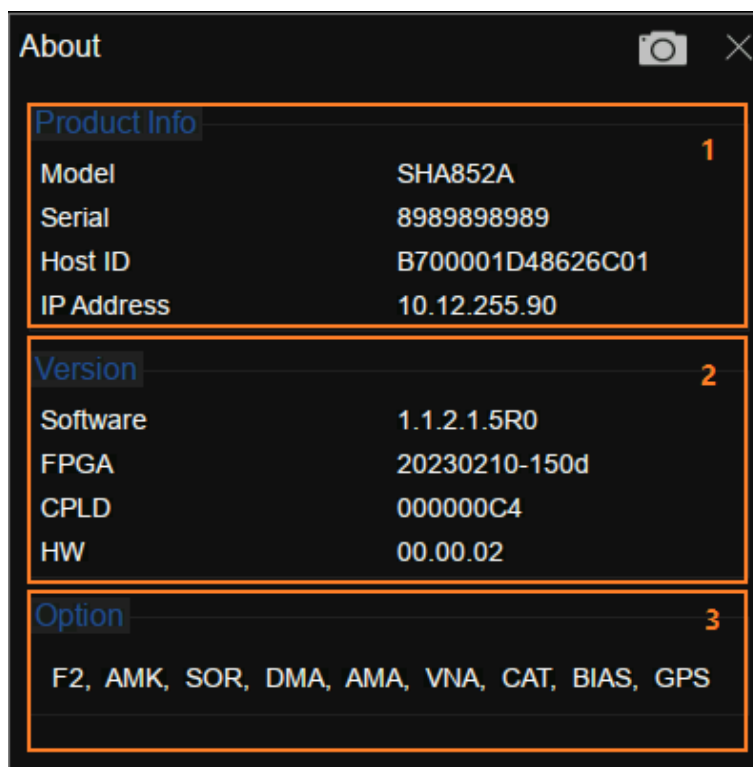 About
Product Info
1
Model SHA852A
Serial 8989898989
Host ID B700001D48626C01
IP Address 10.12.255.90
Version
2
Software 1.1.2.1.5R0
FPGA 20230210-150d
CPLD 000000C4
HW 00.00.02
Option
3
F2, AMK, SOR, DMA, AMA, VNA, CAT, BIAS, GPS